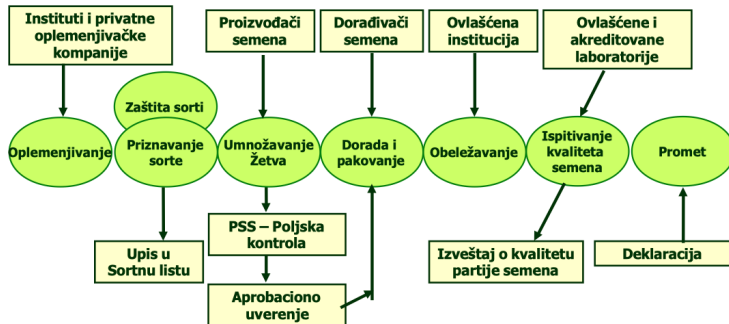 Instituti i privatne
oplemenjivačke
kompanije
Proizvođači
semena
Dorađivači
semena
Ovlašćena
institucija
Ovlašćene i
akreditovane
laboratorije
Zaštita sorti
Oplemenjivanje
Priznavanje
sorte
Umnožavanje
Žetva
Dorada i
pakovanje
Obeležavanje
Ispitivanje
kvaliteta
semena
Promet
Upis u
Sortnu listu
PSS – Poljska
kontrola
Izveštaj o kvalitetu
partije semena
Deklaracija
Aprobaciono
uverenje